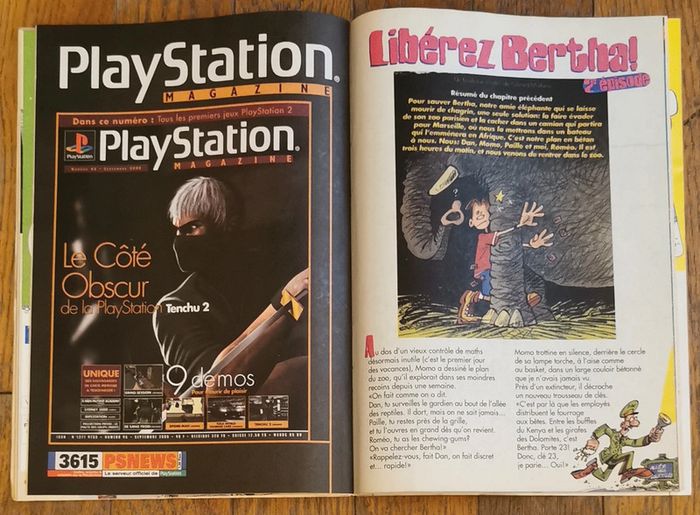 PlayStation®
MAGAZINE
Dans ce numéro : Tous les premiers jeux PlayStation 2
PlayStation®
MAGAZINE
PlayStation
Le Côté
Obscur
de la PlayStation Tenchu 2
UNIQUE
9 démos
Pour mourir de plaisir
3615 PSNEWS
Le serveur officiel de PlayStation
Libérez Bertha!
2e épisode
Résumé du chapitre précédent
Pour sauver Bertha, notre amie éléphante qui se laisse
mourir de chagrin, une seule solution: la faire évader
de son zoo parisien et la cacher dans un camion qui partira
pour Marseille, où nous la mettrons dans un bateau
qui l'emmènera en Afrique. C'est notre plan en béton
à nous. Nous: Dan, Momo, Paille et moi, Roméo. Il est
trois heures du matin, et nous venons de rentrer dans le zoo.
Au dos d'un vieux contrôle de maths
désormais inutile (c'est le premier jour
des vacances), Momo a dessiné le plan
du zoo, qu'il explorait dans ses moindres
recoins depuis une semaine.
«On fait comme on a dit.
Dan, tu surveilles le gardien au bout de l'allée
des reptiles. Il dort, mais on ne sait jamais...
Paille, tu restes près de la grille,
et tu l'ouvres en grand dès qu'on revient.
Roméo, tu as les chewing-gums?
On va chercher Bertha!»
«Rappelez-vous, fait Dan, on fait discret
et... rapide!»
Momo trottine en silence, derrière le cercle
de sa lampe torche, à l'aise comme
au basket, dans un large couloir bétonné
que je n'avais jamais vu.
Près d'un extincteur, il décroche
un nouveau trousseau de clés.
«C'est par là que les employés
distribuent le fourrage
aux bêtes. Entre les buffles
du Kenya et les girafes
des Dolomites, c'est
Bertha. Porte 23!
Donc, clé 23,
je parie... Oui!»